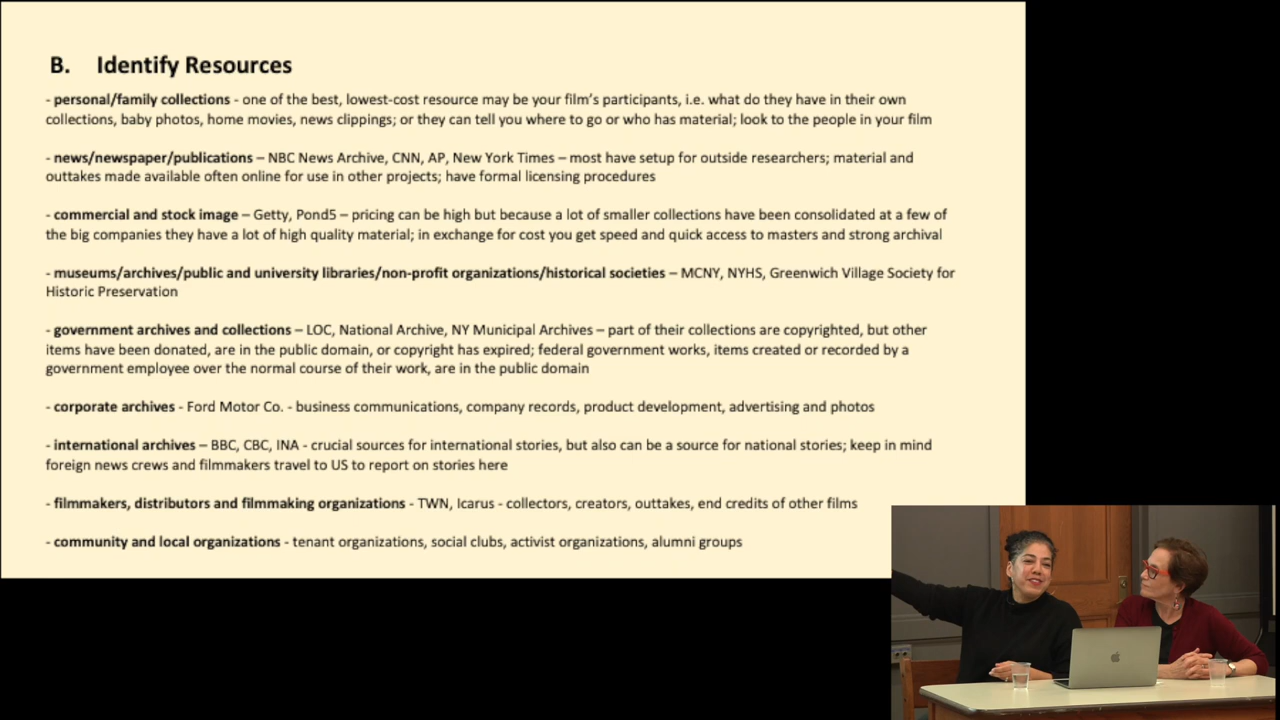 B. Identify Resources
- personal/family collections - one of the best, lowest-cost resource may be your film's participants, i.e. what do they have in their own
collections, baby photos, home movies, news clippings; or they can tell you where to go or who has material; look to the people in your film
- news/newspaper/publications – NBC News Archive, CNN, AP, New York Times – most have setup for outside researchers; material and
outtakes made available often online for use in other projects; have formal licensing procedures
- commercial and stock image – Getty, Pond5 – pricing can be high but because a lot of smaller collections have been consolidated at a few of
the big companies they have a lot of high quality material; in exchange for cost you get speed and quick access to masters and strong archival
- museums/archives/public and university libraries/non-profit organizations/historical societies – MCNY, NYHS, Greenwich Village Society for
Historic Preservation
- government archives and collections – LOC, National Archive, NY Municipal Archives – part of their collections are copyrighted, but other
items have been donated, are in the public domain, or copyright has expired; federal government works, items created or recorded by a
government employee over the normal course of their work, are in the public domain
- corporate archives - Ford Motor Co. - business communications, company records, product development, advertising and photos
- international archives – BBC, CBC, INA - crucial sources for international stories, but also can be a source for national stories; keep in mind
foreign news crews and filmmakers travel to US to report on stories here
- filmmakers, distributors and filmmaking organizations - TWN, Icarus - collectors, creators, outtakes, end credits of other films
- community and local organizations - tenant organizations, social clubs, activist organizations, alumni groups